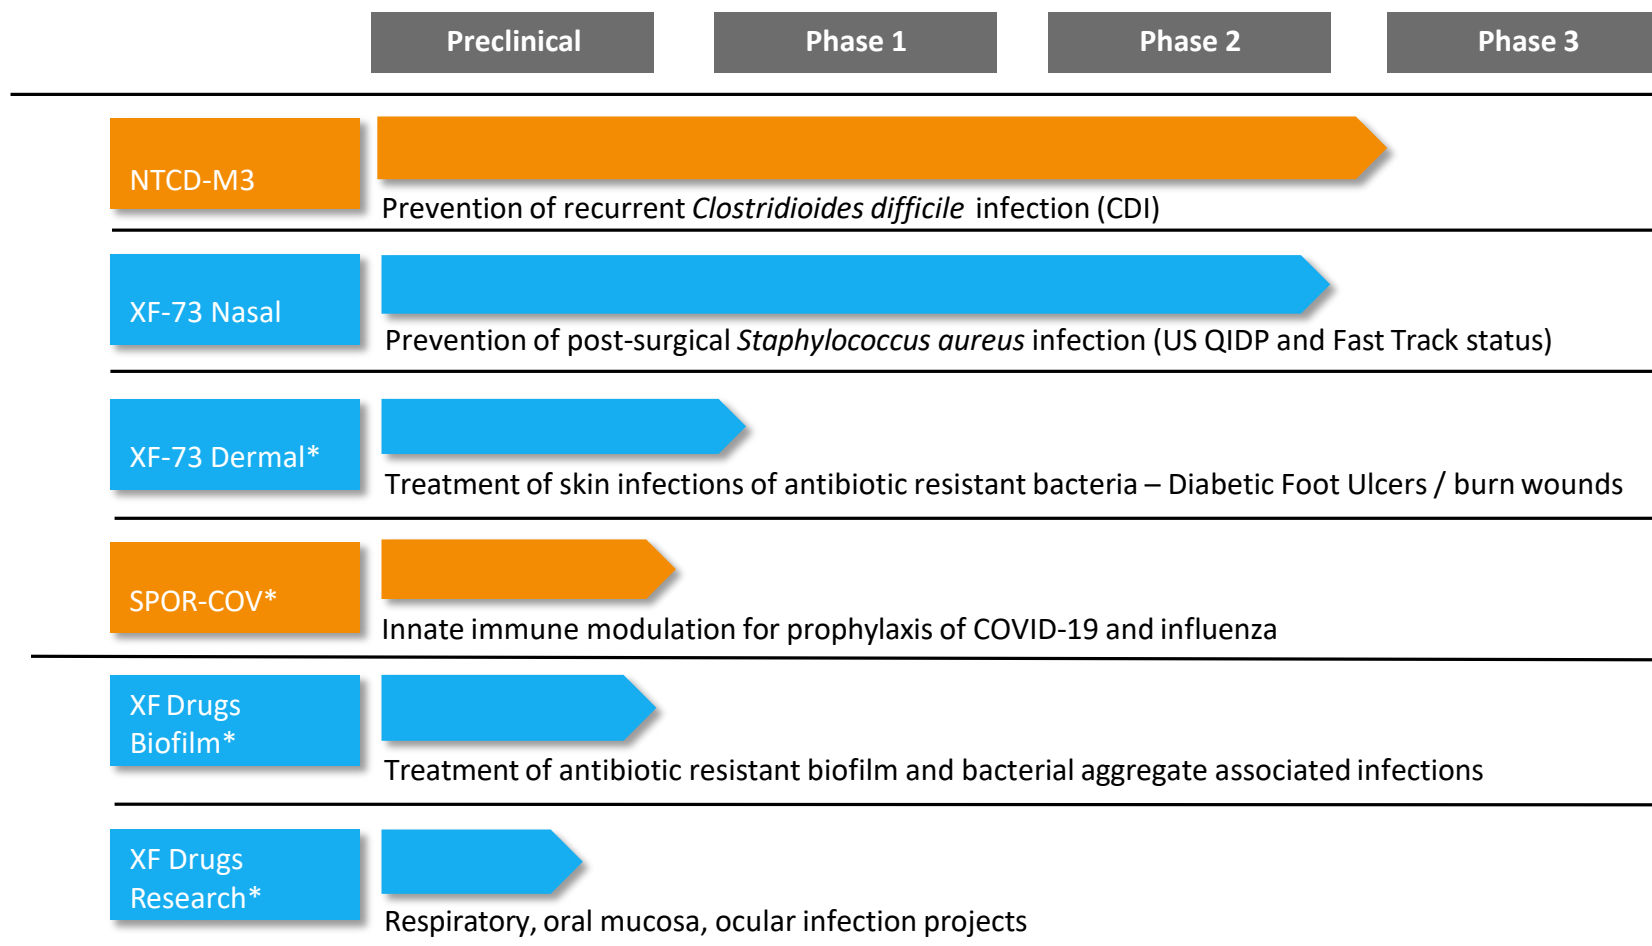 Preclinical Phase 1 Phase 2 Phase 3
NTCD-M3
Prevention of recurrent Clostridioides difficile infection (CDI)
XF-73 Nasal
Prevention of post-surgical Staphylococcus aureus infection (US QIDP and Fast Track status)
XF-73 Dermal*
Treatment of skin infections of antibiotic resistant bacteria – Diabetic Foot Ulcers / burn wounds
SPOR-COV*
Innate immune modulation for prophylaxis of COVID-19 and influenza
XF Drugs
Biofilm*
Treatment of antibiotic resistant biofilm and bacterial aggregate associated infections
XF Drugs
Research*
Respiratory, oral mucosa, ocular infection projects